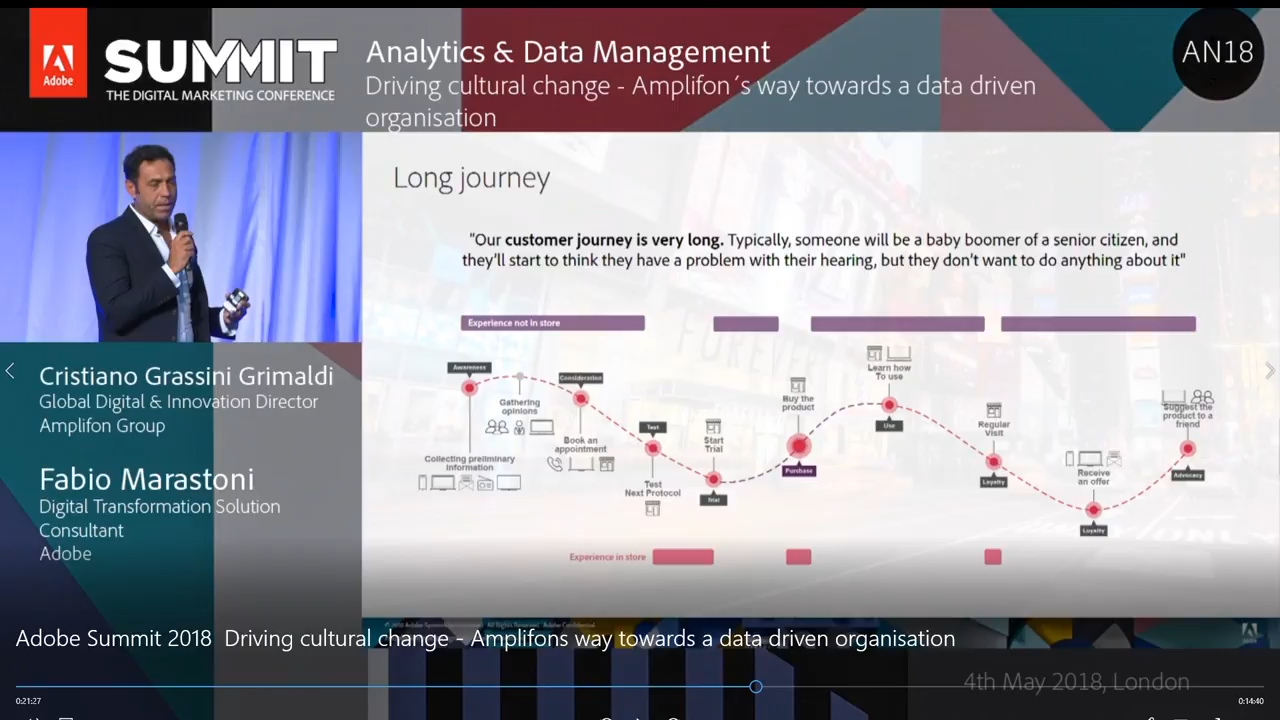 Adobe
SUMMIT
THE DIGITAL MARKETING CONFERENCE
Analytics & Data Management
Driving cultural change - Amplifon´s way towards a data driven
organisation
AN18
Cristiano Grassini Grimaldi
Global Digital & Innovation Director
Amplifon Group
Fabio Marastoni
Digital Transformation Solution
Consultant
Adobe
Long journey
"Our customer journey is very long. Typically, someone will be a baby boomer of a senior citizen, and
they'll start to think they have a problem with their hearing, but they don't want to do anything about it"
Experience not in store
Awareness
Collecting preliminary
Information
Gathering
opinions
Consideration
Book an
appointment
Test
Test
Next Protocol
Start
Trial
Trial
Buy the
product
Purchase
Learn how
To use
Use
Regular
Visit
Loyalty
Receive
an offer
Loyalty
Suggest the
product to a
friend
Advocacy
Experience in store
Adobe Summit 2018 Driving cultural change - Amplifons way towards a data driven organisation
4th May 2018, London
0:21:27
0:14:40